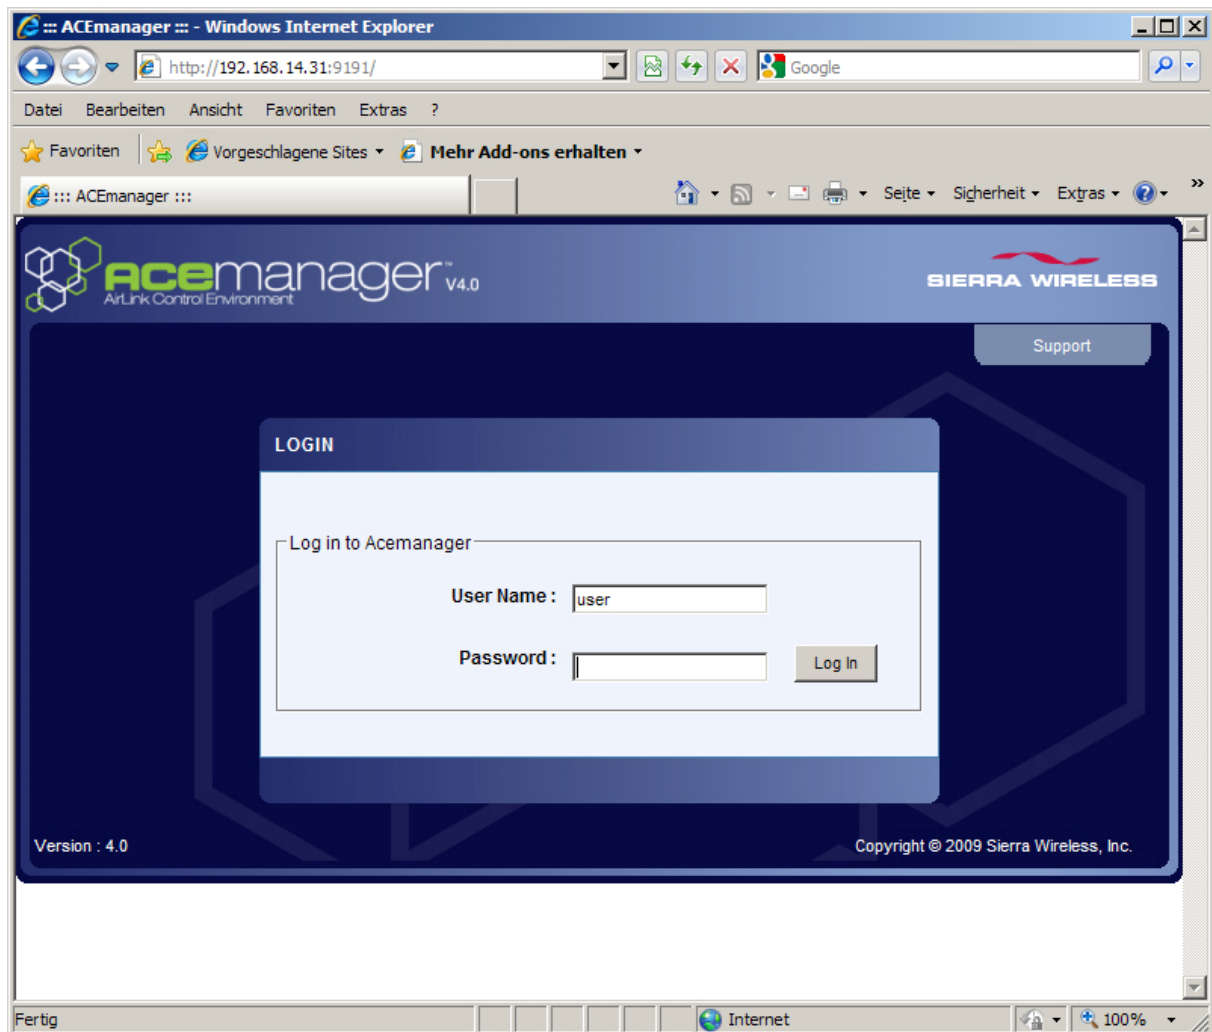 ::: ACEmanager ::: - Windows Internet Explorer
http://192.168.14.31:9191/
Google
Datei Bearbeiten Ansicht Favoriten Extras ?
Favoriten Vorgeschlagene Sites Mehr Add-ons erhalten
::: ACEmanager ::: Seite Sicherheit Extras »
acemanager™ V4.0
AirLink Control Environment
SIERRA WIRELESS
Support
LOGIN
Log in to Acemanager
User Name : user
Password :
Log In
Version : 4.0
Copyright © 2009 Sierra Wireless, Inc.
Fertig Internet 100%